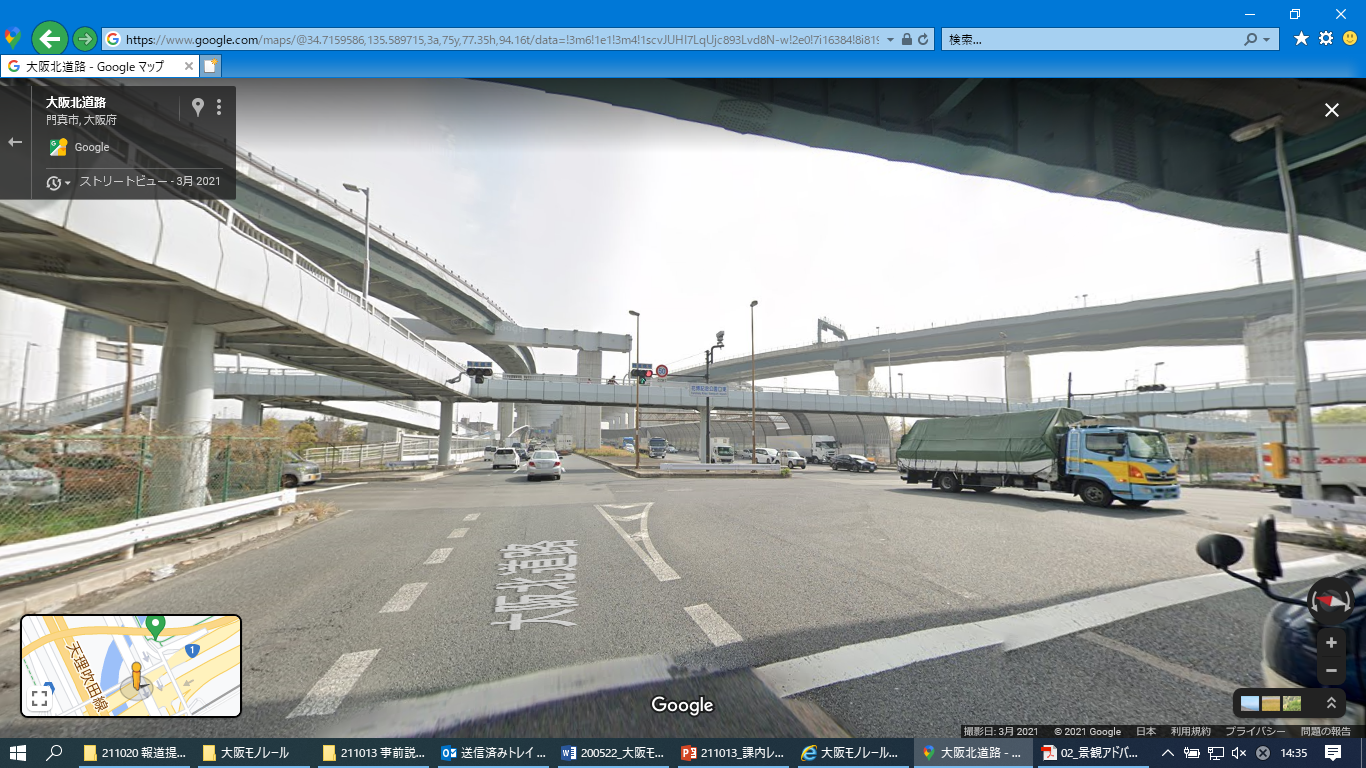 https://www.google.com/maps/@34.7159586,135.589715,3a,75y,77.35h,94.16t/data=!3m6!1e1!3m4!1scvJUHI7LqUjc893Lvd8N-w!2e0!7i16384!8i819
検索...
大阪北道路 - Google マップ
大阪北道路
門真市, 大阪府
Google
ストリートビュー - 3月 2021
大阪北道路
天理吹田線
1
Google
撮影日: 3月 2021
© 2021 Google
日本
利用規約
プライバシー
問題の報告
211020 報道提...
大阪モノレール
211013 事前説...
送信済みトレイ ...
200522_大阪モ...
211013_課内レ...
大阪モノレール...
大阪北道路 - ...
02_景観アドバ...
14:35